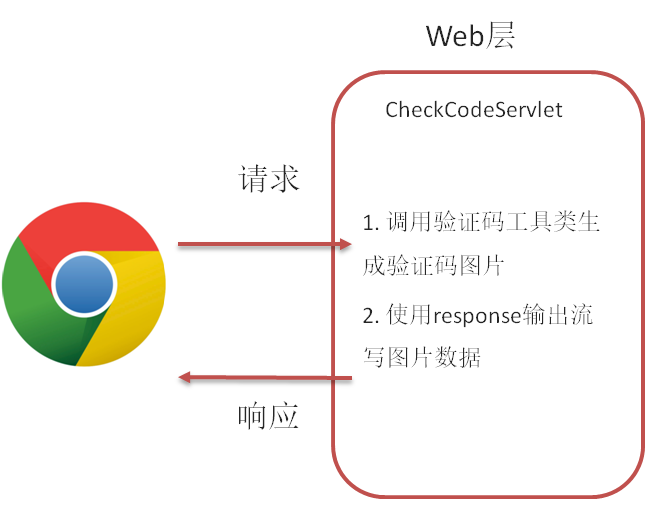 Web层
CheckCodeServlet
请求
1. 调用验证码工具类生
成验证码图片
2. 使用response输出流
写图片数据
响应